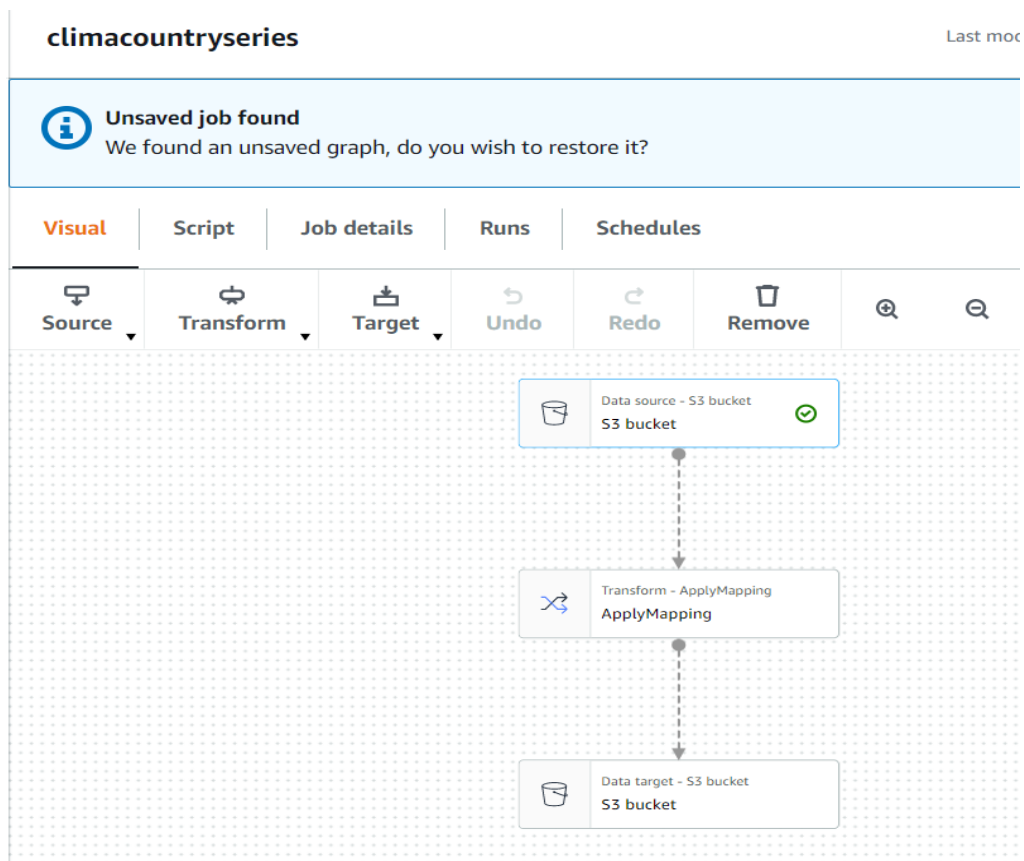 climacountryseries
Last moc
Unsaved job found
We found an unsaved graph, do you wish to restore it?
Visual
Script
Job details
Runs
Schedules
Source
Transform
Target
Undo
Redo
Remove
Data source - S3 bucket
S3 bucket
Transform - ApplyMapping
ApplyMapping
Data target - S3 bucket
S3 bucket